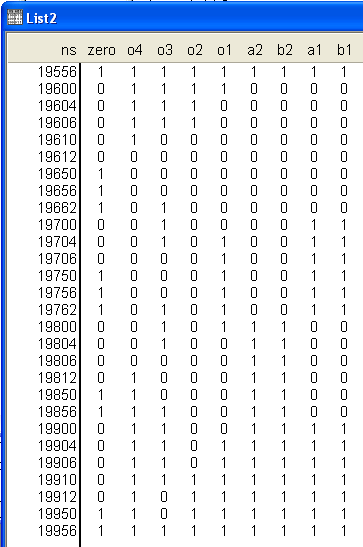 List2
ns zero o4 o3 o2 o1 a2 b2 a1 b1
19556 1 1 1 1 1 1 1 1 1
19600 0 1 1 1 1 0 0 0 0
19604 0 1 1 1 0 0 0 0 0
19606 0 1 1 1 0 0 0 0 0
19610 0 1 0 0 0 0 0 0 0
19612 0 0 0 0 0 0 0 0 0
19650 1 0 0 0 0 0 0 0 0
19656 1 0 0 0 0 0 0 0 0
19662 1 0 1 0 0 0 0 0 0
19700 0 0 1 0 0 0 0 1 1
19704 0 0 1 0 1 0 0 1 1
19706 0 0 0 0 1 0 0 1 1
19750 1 0 0 0 1 0 0 1 1
19756 1 0 0 0 1 0 0 1 1
19762 1 0 1 0 1 0 0 1 1
19800 0 0 1 0 1 1 1 0 0
19804 0 0 1 0 0 1 1 0 0
19806 0 0 0 0 0 1 1 0 0
19812 0 1 0 0 0 1 1 0 0
19850 1 1 0 0 0 1 1 0 0
19856 1 1 1 0 0 1 1 0 0
19900 0 1 1 0 0 1 1 1 1
19904 0 1 1 0 1 1 1 1 1
19906 0 1 1 0 1 1 1 1 1
19910 0 1 1 1 1 1 1 1 1
19912 0 1 0 1 1 1 1 1 1
19950 1 1 0 1 1 1 1 1 1
19956 1 1 1 1 1 1 1 1 1